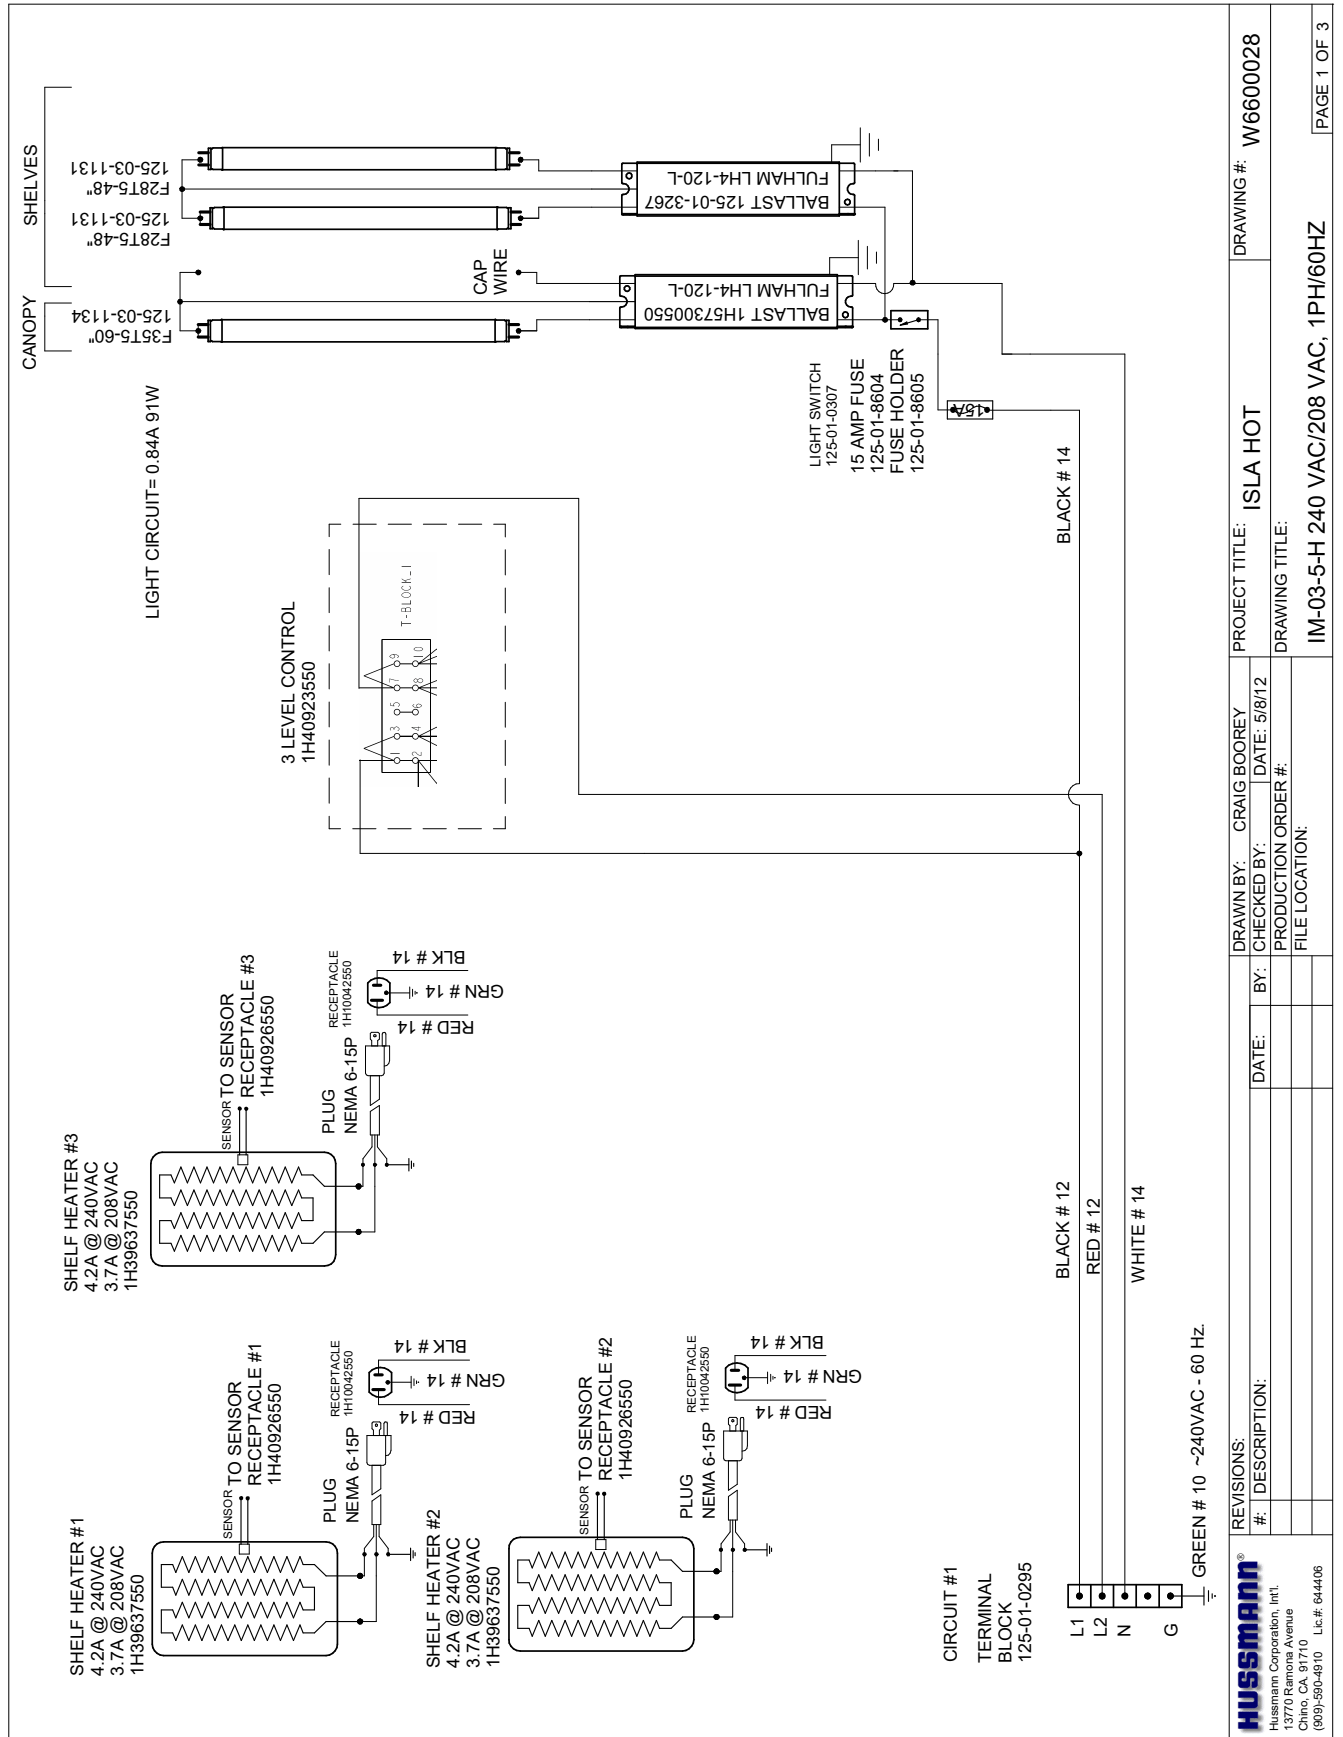 SHELF HEATER #1
4.2A @ 240VAC
3.7A @ 208VAC
1H39637550
SENSOR
TO SENSOR
RECEPTACLE #1
1H40926550
PLUG
NEMA 6-15P
RECEPTACLE
1H10042550
RED # 14
GRN # 14
BLK # 14
SHELF HEATER #2
4.2A @ 240VAC
3.7A @ 208VAC
1H39637550
SENSOR
TO SENSOR
RECEPTACLE #2
1H40926550
PLUG
NEMA 6-15P
RECEPTACLE
1H10042550
RED # 14
GRN # 14
BLK # 14
SHELF HEATER #3
4.2A @ 240VAC
3.7A @ 208VAC
1H39637550
SENSOR
TO SENSOR
RECEPTACLE #3
1H40926550
PLUG
NEMA 6-15P
RECEPTACLE
1H10042550
RED # 14
GRN # 14
BLK # 14
3 LEVEL CONTROL
1H40923550
1 3 5 7 9
2 4 6 8 10
T-BLOCK_1
LIGHT CIRCUIT= 0.84A 91W
CANOPY
SHELVES
F35T5-60"
125-03-1134
F28T5-48"
125-03-1131
F28T5-48"
125-03-1131
CAP
WIRE
BALLAST 1H57300550
FULHAM LH4-120-L
BALLAST 125-01-3267
FULHAM LH4-120-L
LIGHT SWITCH
125-01-0307
15 AMP FUSE
125-01-8604
FUSE HOLDER
125-01-8605
15A
BLACK # 14
CIRCUIT #1
TERMINAL
BLOCK
125-01-0295
L1
L2
N
G
BLACK # 12
RED # 12
WHITE # 14
GREEN # 10 ~240VAC - 60 Hz.
HUSSMANN®
Hussmann Corporation, Int'l.
13770 Ramona Avenue
Chino, CA. 91710
(909)-590-4910 Lic.#: 644406
REVISIONS:
#: DESCRIPTION: DATE: BY:
DRAWN BY: CRAIG BOOREY
CHECKED BY: DATE: 5/8/12
PRODUCTION ORDER #:
FILE LOCATION:
PROJECT TITLE:
ISLA HOT
DRAWING #: W6600028
DRAWING TITLE:
IM-03-5-H 240 VAC/208 VAC, 1PH/60HZ
PAGE 1 OF 3